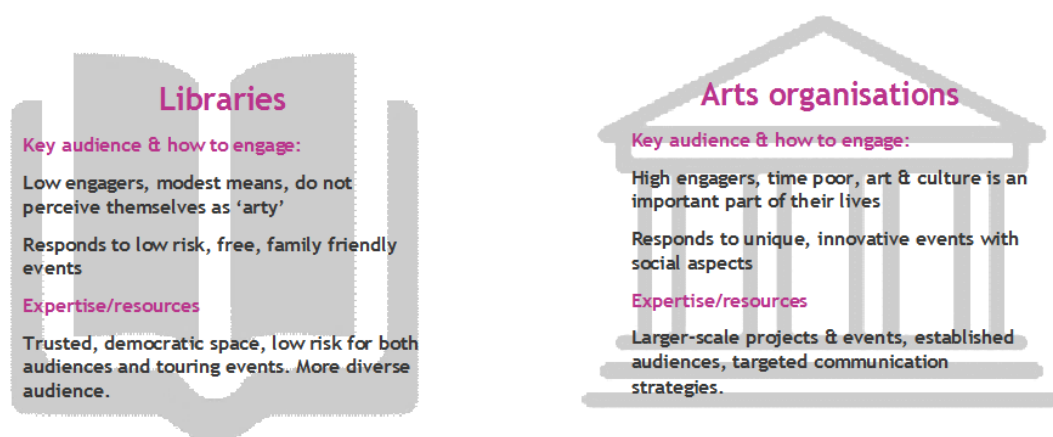 Libraries
Key audience & how to engage:
Low engagers, modest means, do not
perceive themselves as ‘arty’
Responds to low risk, free, family friendly
events
Expertise/resources
Trusted, democratic space, low risk for both
audiences and touring events. More diverse
audience.
Arts organisations
Key audience & how to engage:
High engagers, time poor, art & culture is an
important part of their lives
Responds to unique, innovative events with
social aspects
Expertise/resources
Larger-scale projects & events, established
audiences, targeted communication
strategies.